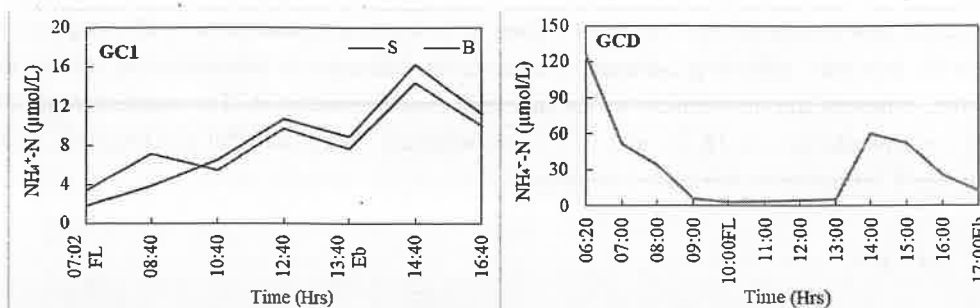 GC1
S B
NH₄⁺-N (µmol/L)
20
16
12
8
4
0
07:02 FL
08:40
10:40
12:40
13:40 Eb
14:40
16:40
Time (Hrs)
GCD
NH₄⁺-N (µmol/L)
150
120
90
60
30
0
06:20
07:00
08:00
09:00
10:00FL
11:00
12:00
13:00
14:00
15:00
16:00
17:00Eb
Time (Hrs)